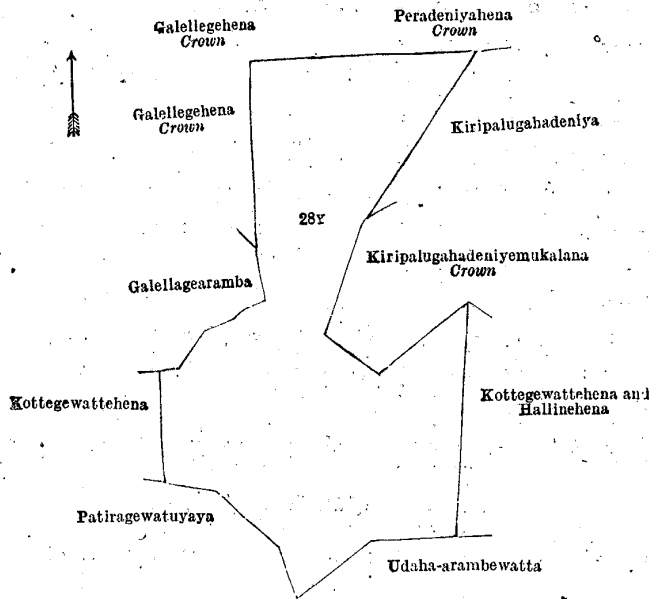 Galellegehena
Crown
Peradeniyahena
Crown
Galellegehena
Crown
Kiripalugahadeniya
28Y
Kiripalugahadeniyemukalana
Crown
Galellagearamba
Kottegewattehena
Kottegewattehena and
Hallinehena
Patiragewatuyaya
Udaha-arambewatta